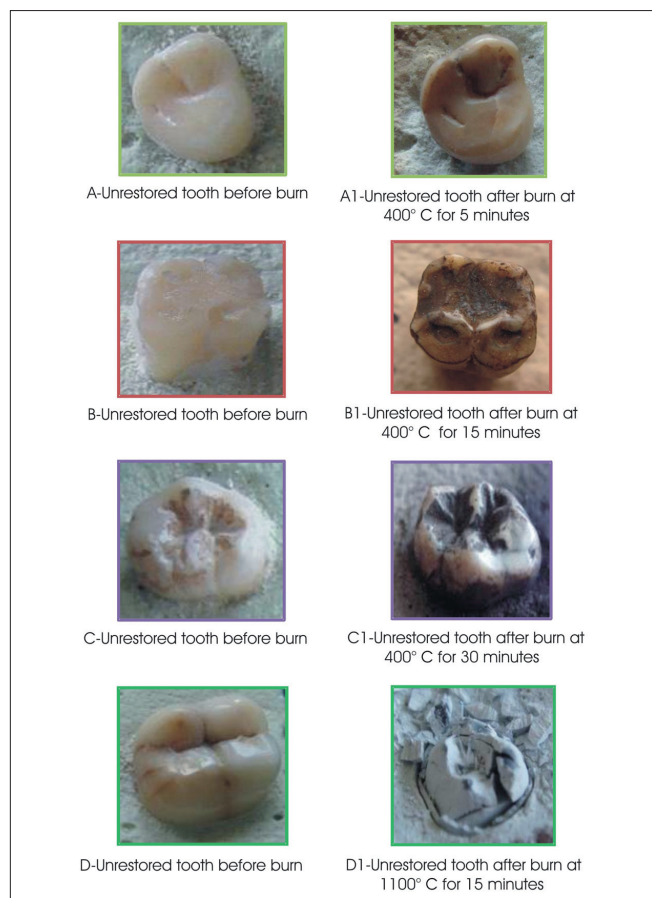 A-Unrestored tooth before burn
A1-Unrestored tooth after burn at
400° C for 5 minutes
B-Unrestored tooth before burn
B1-Unrestored tooth after burn at
400° C  for 15 minutes
C-Unrestored tooth before burn
C1-Unrestored tooth after burn at
400° C for 30 minutes
D-Unrestored tooth before burn
D1-Unrestored tooth after burn at
1100° C for 15 minutes